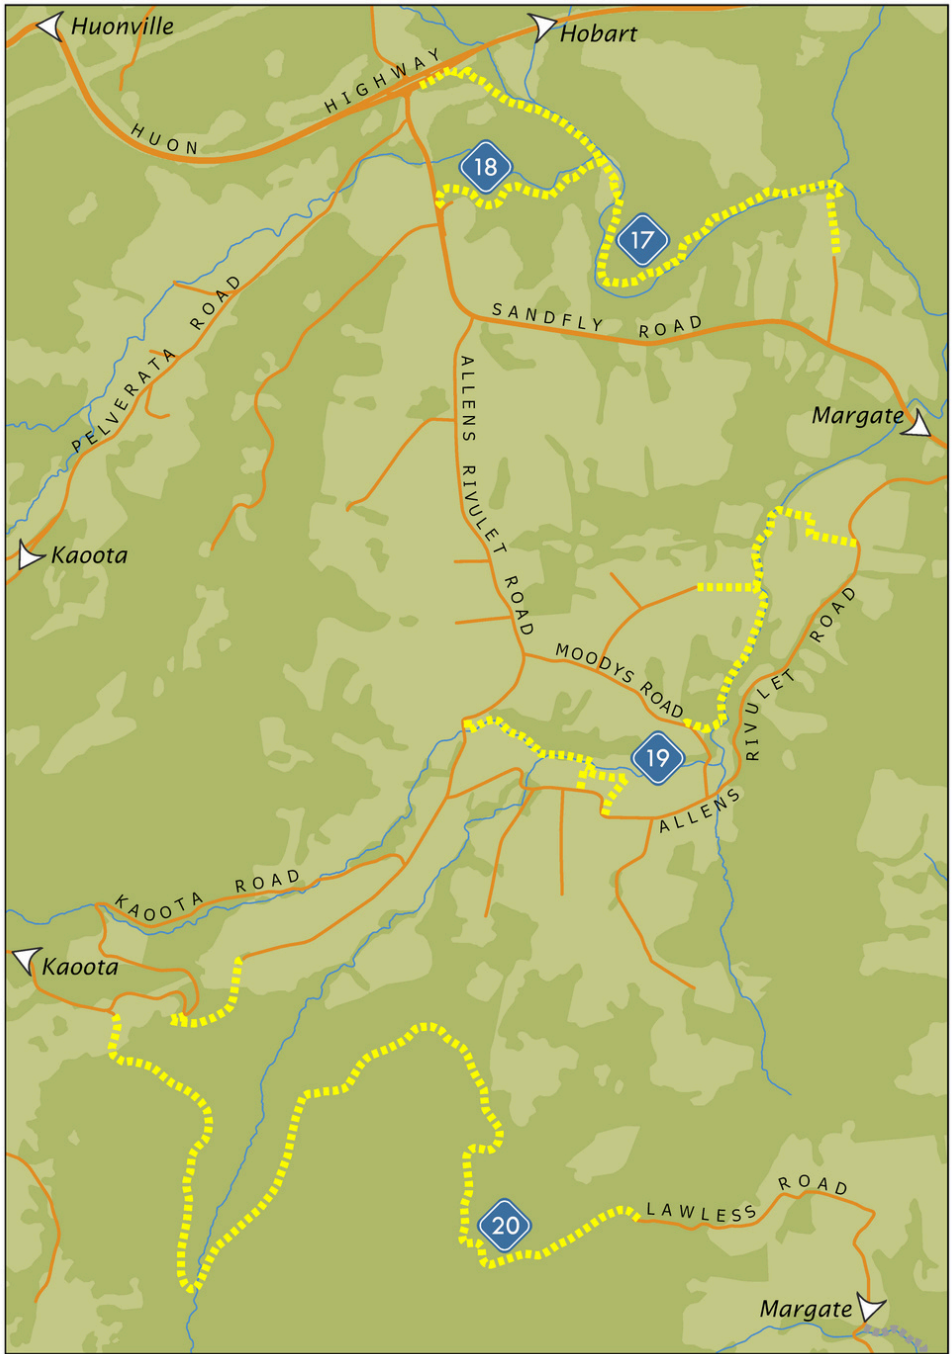 Huonville
Hobart
HUON HIGHWAY
18
17
PELVERATA ROAD
SANDFLY ROAD
ALLENS RIVULET ROAD
Margate
Kaoota
MOODYS ROAD
ALLENS RIVULET ROAD
19
KAOOTA ROAD
Kaoota
20
LAWLESS ROAD
Margate